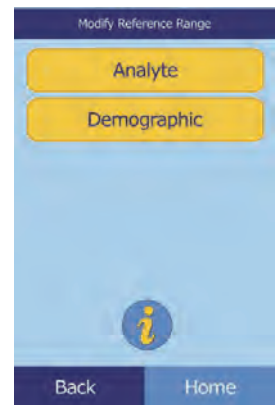 Modify Reference Range
Analyte
Demographic
i
Back Home